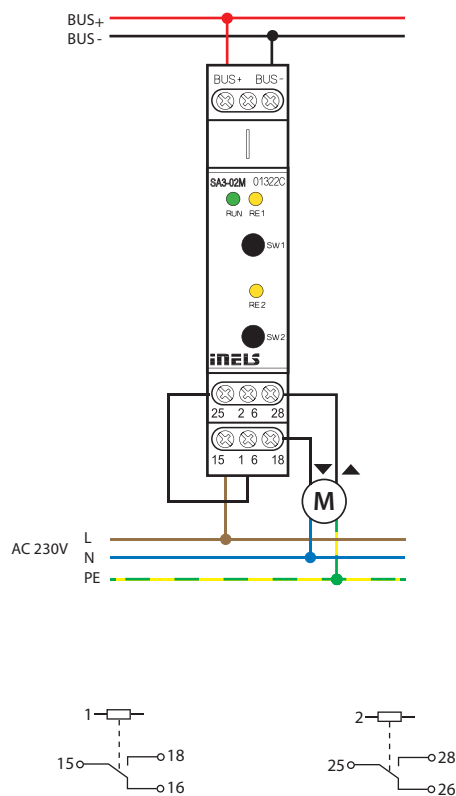 BUS+
BUS-
BUS+ BUS-
SA3-02M 01322C
RUN RE1
SW1
RE2
SW2
iNELS
25 2 6 28
15 1 6 18
M
AC 230V
L
N
PE
1
15
18
16
2
25
28
26